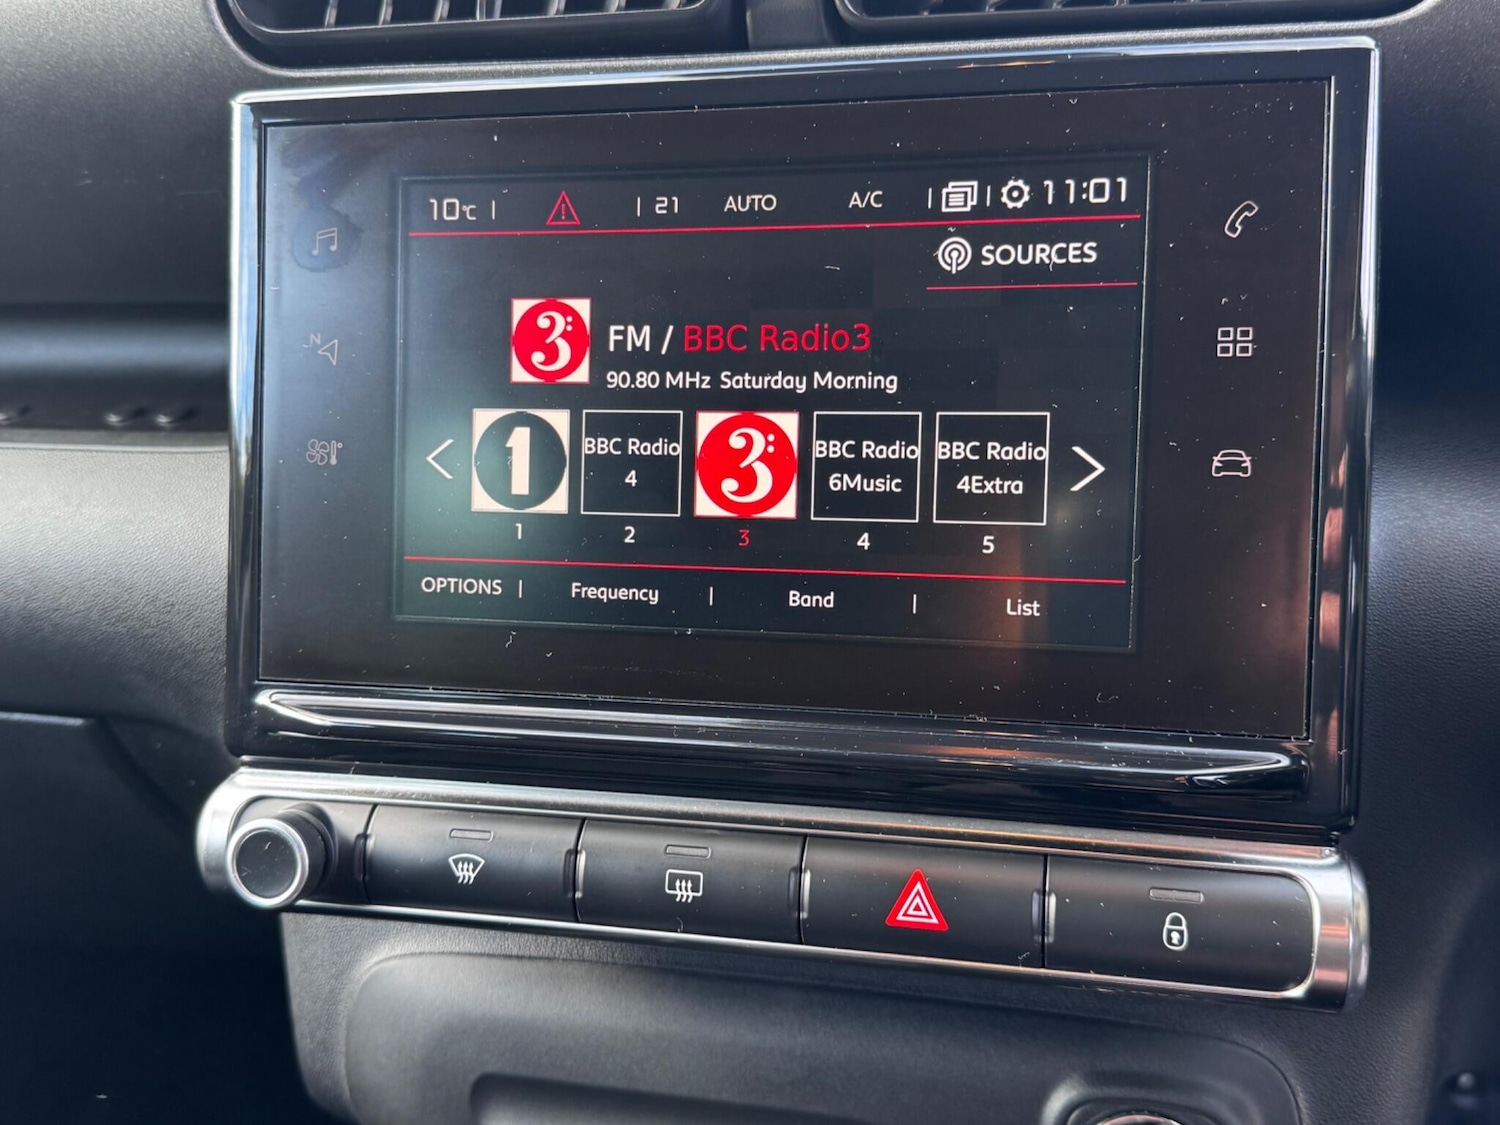 10°C | | 21 AUTO A/C | | 11:01
SOURCES
3 FM / BBC Radio3
90.80 MHz Saturday Morning
1 BBC Radio 3 BBC Radio BBC Radio
4 6Music 4Extra
1 2 3 4 5
OPTIONS | Frequency | Band | List
N